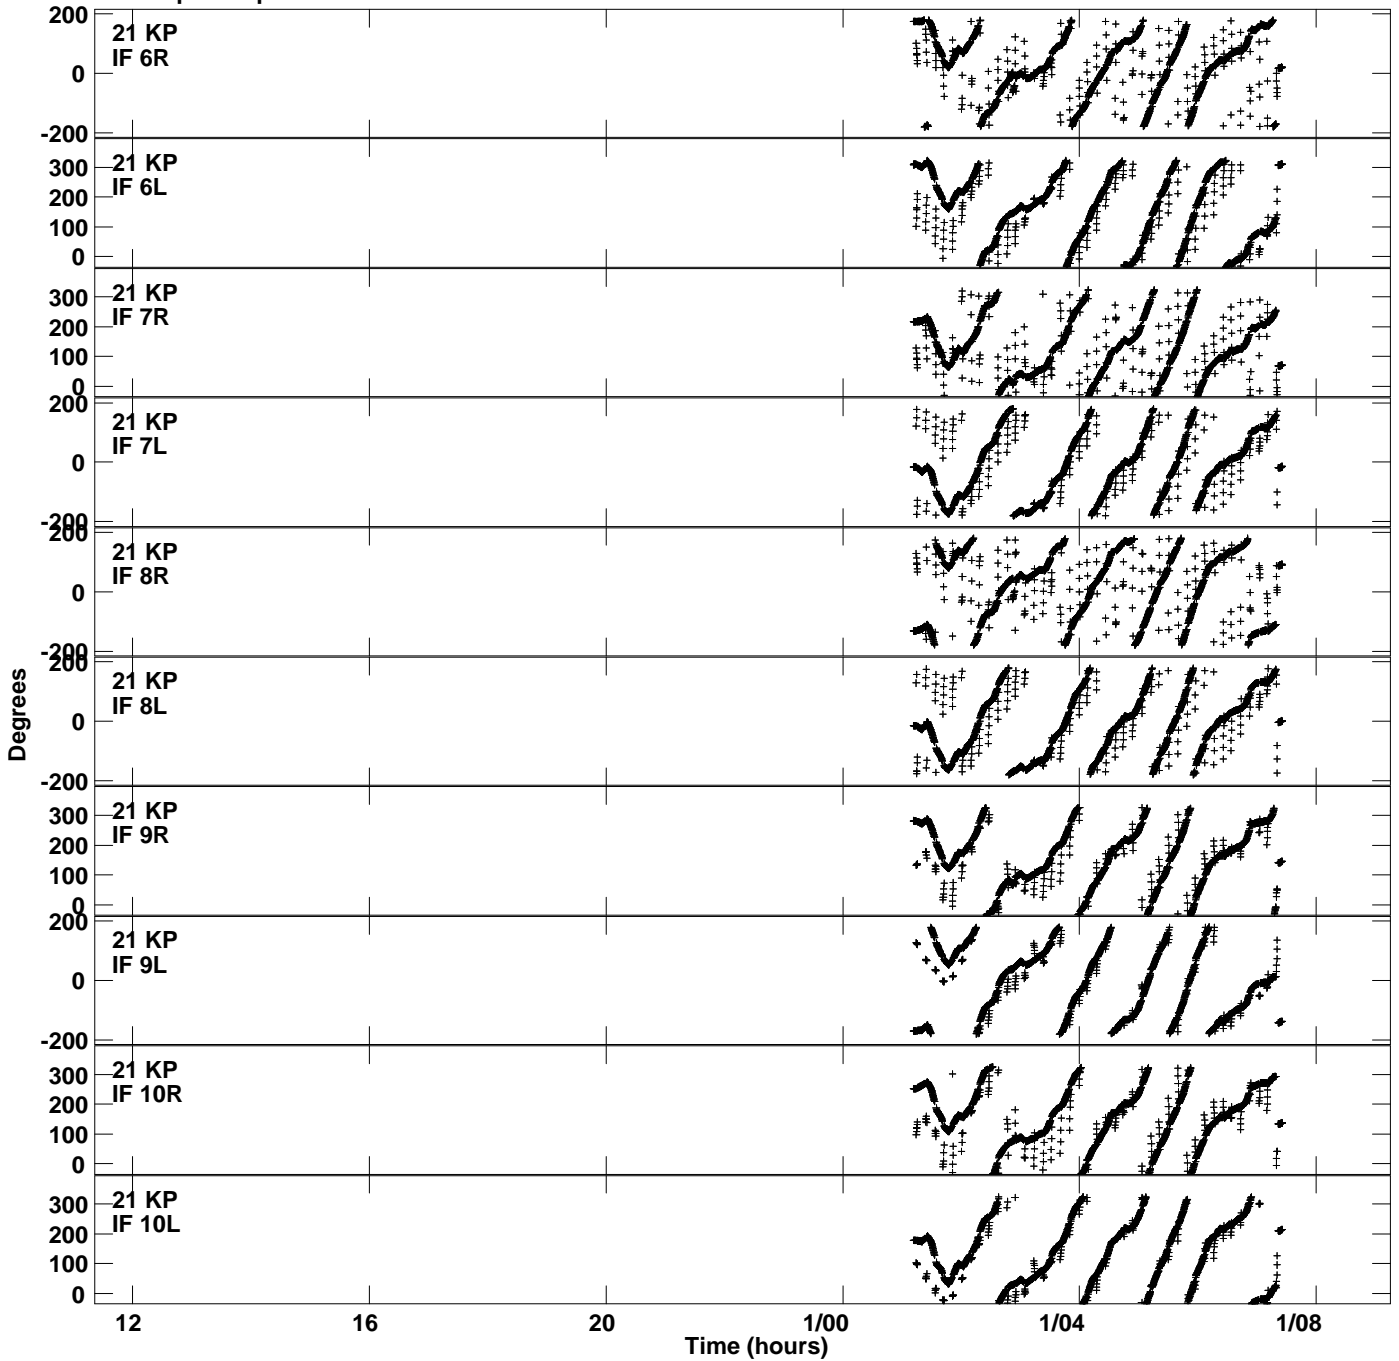 200
0
-200
21 KP
IF 6R
300
200
100
0
21 KP
IF 6L
300
200
100
0
21 KP
IF 7R
200
0
-200
21 KP
IF 7L
200
0
-200
21 KP
IF 8R
200
0
-200
21 KP
IF 8L
300
200
100
0
21 KP
IF 9R
200
0
-200
21 KP
IF 9L
300
200
100
0
21 KP
IF 10R
300
200
100
0
21 KP
IF 10L
Degrees
12 16 20 1/00 1/04 1/08
Time (hours)